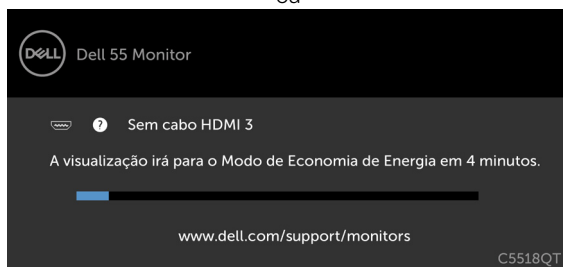 ou
DELL Dell 55 Monitor
? Sem cabo HDMI 3
A visualização irá para o Modo de Economia de Energia em 4 minutos.
www.dell.com/support/monitors
C5518QT